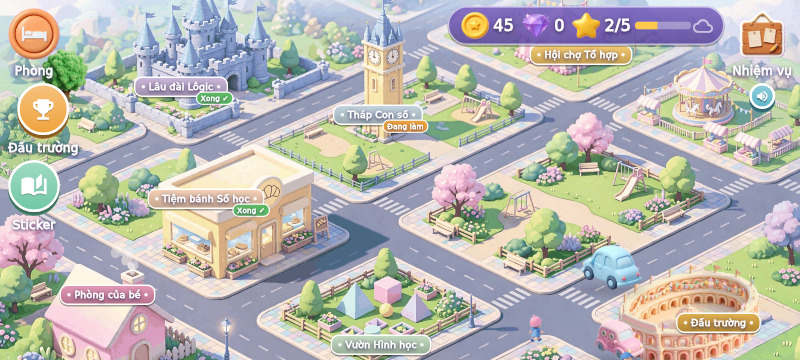 45 0 2/5
Hội chợ Tổ hợp
Phòng
Nhiệm vụ
Lâu đài Lôgic
Xong ✓
Tháp Con số
Đang làm
Đấu trường
Tiệm bánh Số học
Xong ✓
Sticker
Phòng của bé
Đấu trường
Vườn Hình học